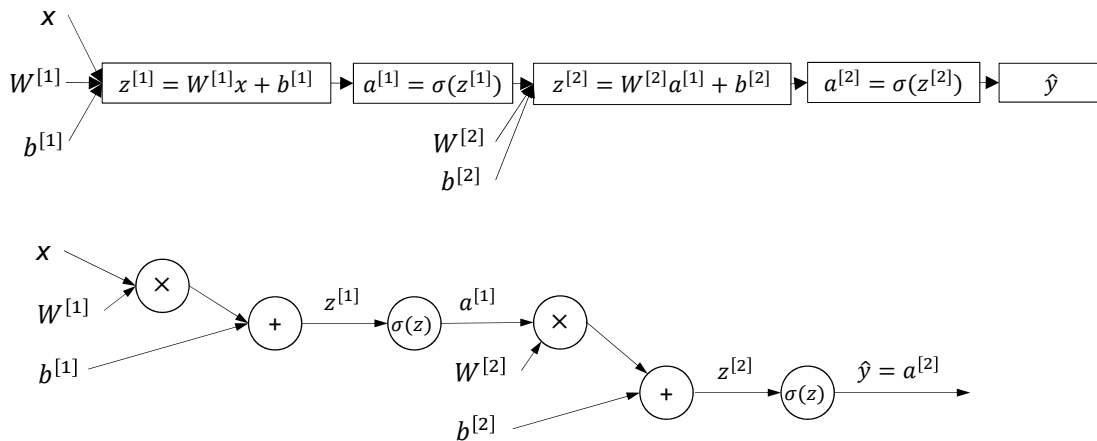 x
W^{[1]} z^{[1]} = W^{[1]}x + b^{[1]} a^{[1]} = σ(z^{[1]}) z^{[2]} = W^{[2]}a^{[1]} + b^{[2]} a^{[2]} = σ(z^{[2]}) ŷ
b^{[1]} W^{[2]}
b^{[2]}
x
×
W^{[1]}
z^{[1]} a^{[1]}
+ σ(z) ×
b^{[1]} W^{[2]}
z^{[2]} ŷ = a^{[2]}
+ σ(z)
b^{[2]}